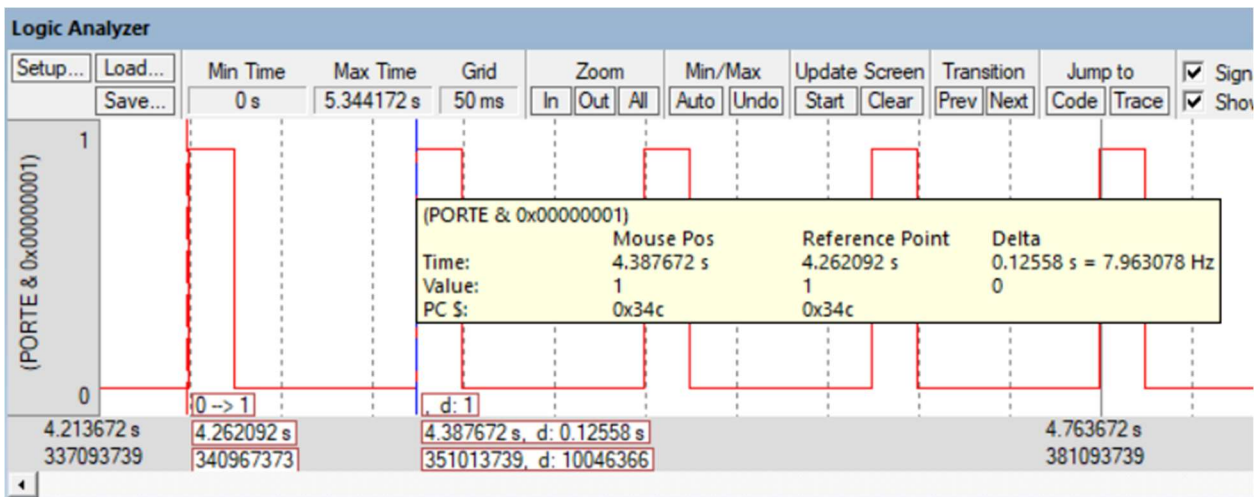 Logic Analyzer
Setup... Load... Min Time Max Time Grid Zoom Min/Max Update Screen Transition Jump to
Save... 0 s 5.344172 s 50 ms In Out All Auto Undo Start Clear Prev Next Code Trace
1
(PORTE & 0x00000001)
0
(PORTE & 0x00000001)
Mouse Pos Reference Point Delta
Time: 4.387672 s 4.262092 s 0.12558 s = 7.963078 Hz
Value: 1 1 0
PC $: 0x34c 0x34c
0 --> 1 , d: 1
4.213672 s 4.262092 s 4.387672 s, d: 0.12558 s 4.763672 s
337093739 340967373 351013739, d: 10046366 381093739